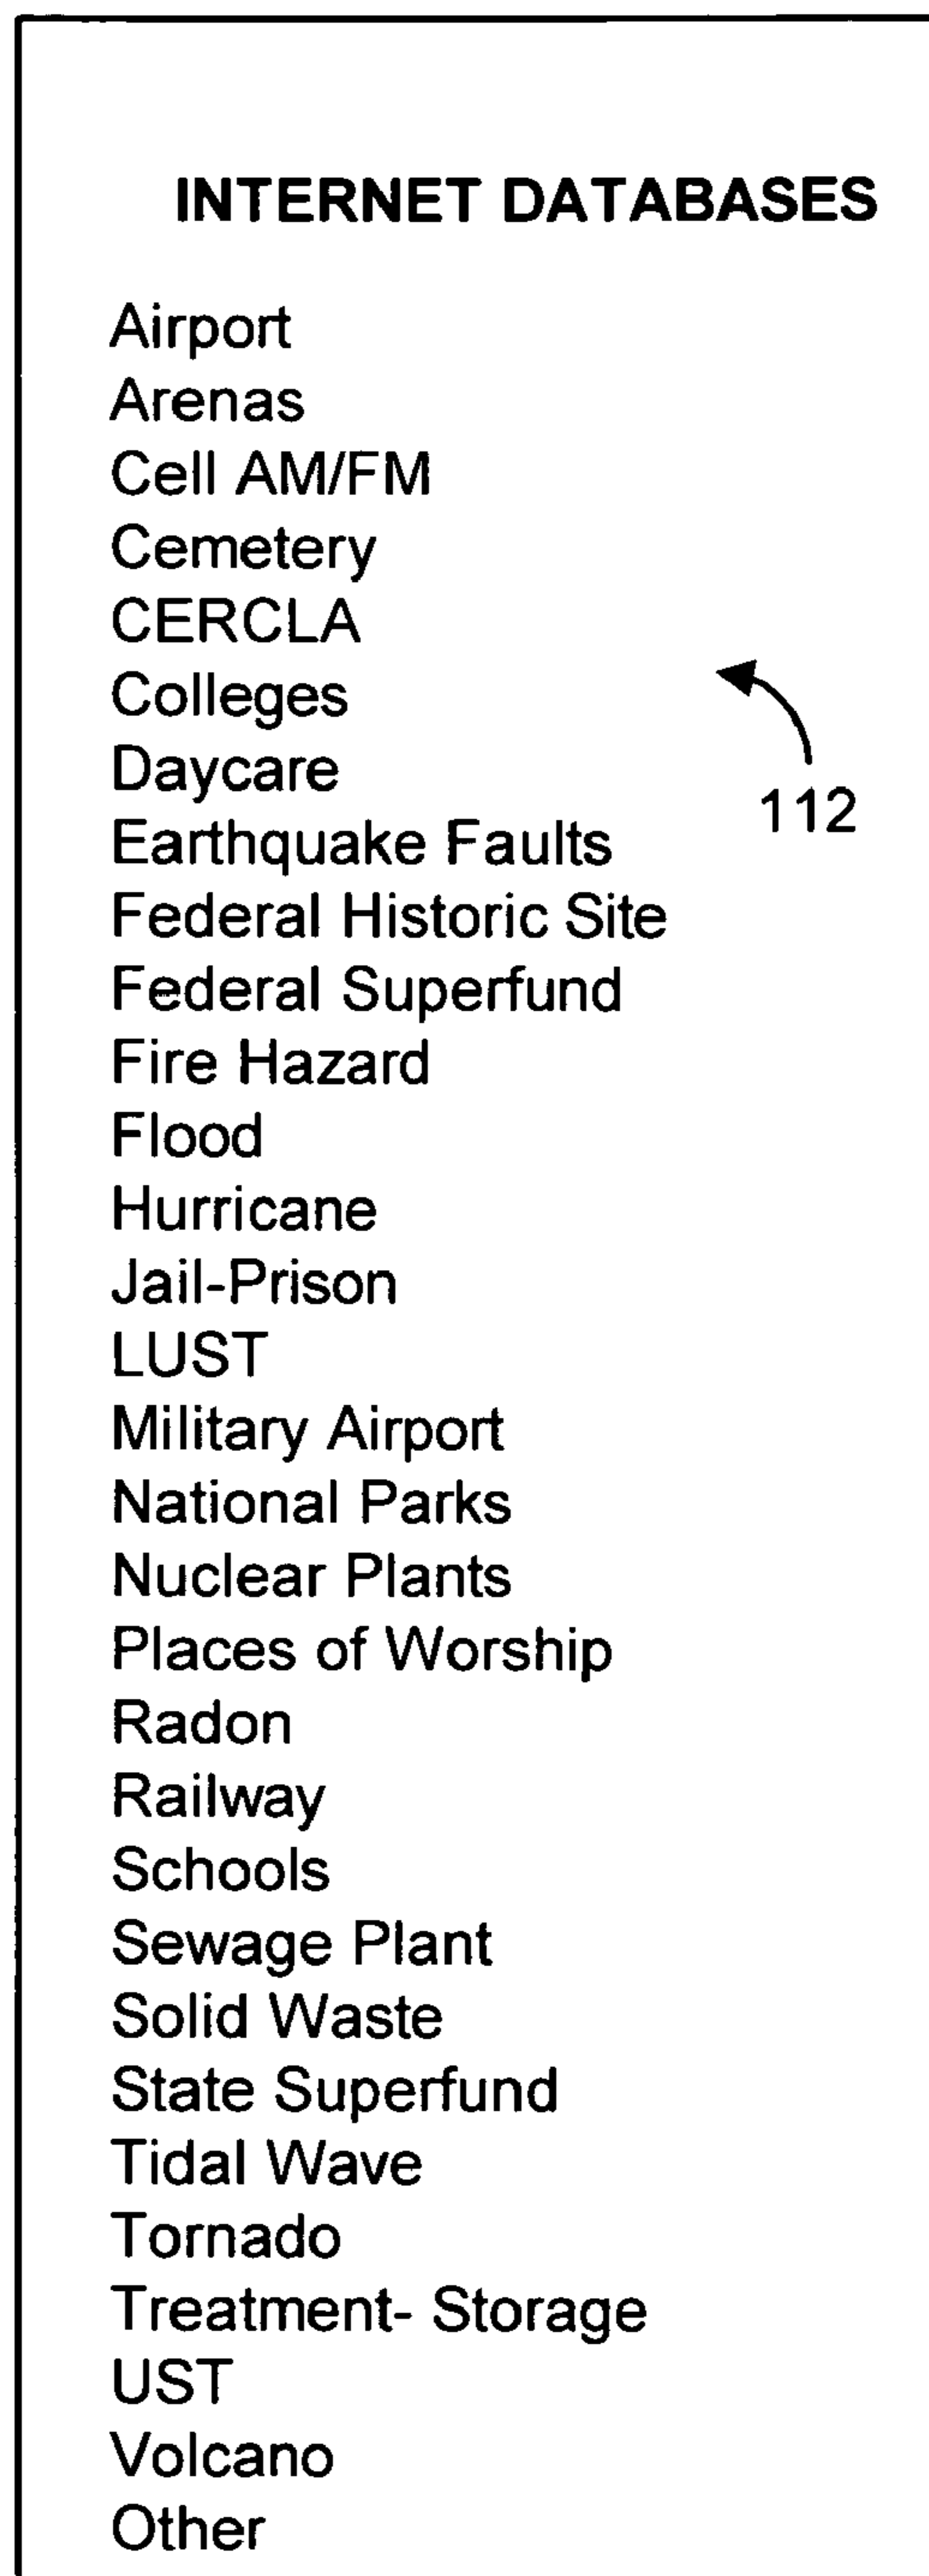 INTERNET DATABASES
Airport
Arenas
Cell AM/FM
Cemetery
CERCLA
Colleges
Daycare
112
Earthquake Faults
Federal Historic Site
Federal Superfund
Fire Hazard
Flood
Hurricane
Jail-Prison
LUST
Military Airport
National Parks
Nuclear Plants
Places of Worship
Radon
Railway
Schools
Sewage Plant
Solid Waste
State Superfund
Tidal Wave
Tornado
Treatment- Storage
UST
Volcano
Other